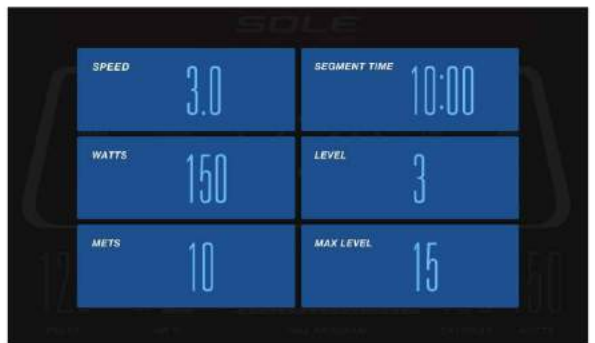 SOLE
SPEED 3.0
SEGMENT TIME 10:00
WATTS 150
LEVEL 3
METS 10
MAX LEVEL 15